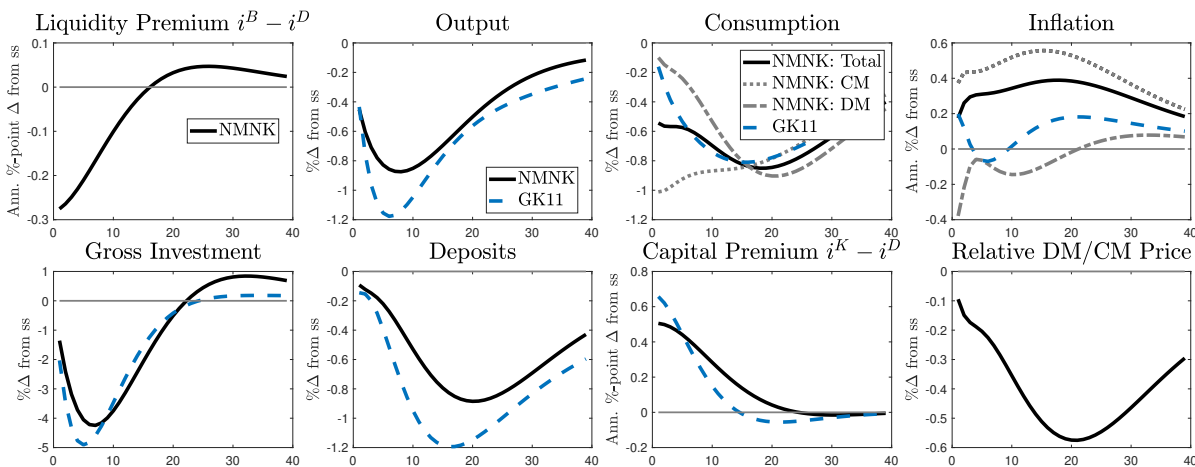 Liquidity Premium i^B − i^D
Ann. %-point Δ from ss
0.1
0
-0.1
-0.2
-0.3
0 10 20 30 40
NMNK
Output
%Δ from ss
0
-0.2
-0.4
-0.6
-0.8
-1
-1.2
0 10 20 30 40
NMNK
GK11
Consumption
%Δ from ss
0
-0.2
-0.4
-0.6
-0.8
-1
-1.2
0 10 20 30 40
NMNK: Total
NMNK: CM
NMNK: DM
GK11
Inflation
Ann. %Δ from ss
0.6
0.4
0.2
0
-0.2
-0.4
0 10 20 30 40
Gross Investment
%Δ from ss
1
0
-1
-2
-3
-4
-5
0 10 20 30 40
Deposits
%Δ from ss
0
-0.2
-0.4
-0.6
-0.8
-1
-1.2
0 10 20 30 40
Capital Premium i^K − i^D
Ann. %-point Δ from ss
0.8
0.6
0.4
0.2
0
-0.2
0 10 20 30 40
Relative DM/CM Price
%Δ from ss
0
-0.1
-0.2
-0.3
-0.4
-0.5
-0.6
0 10 20 30 40